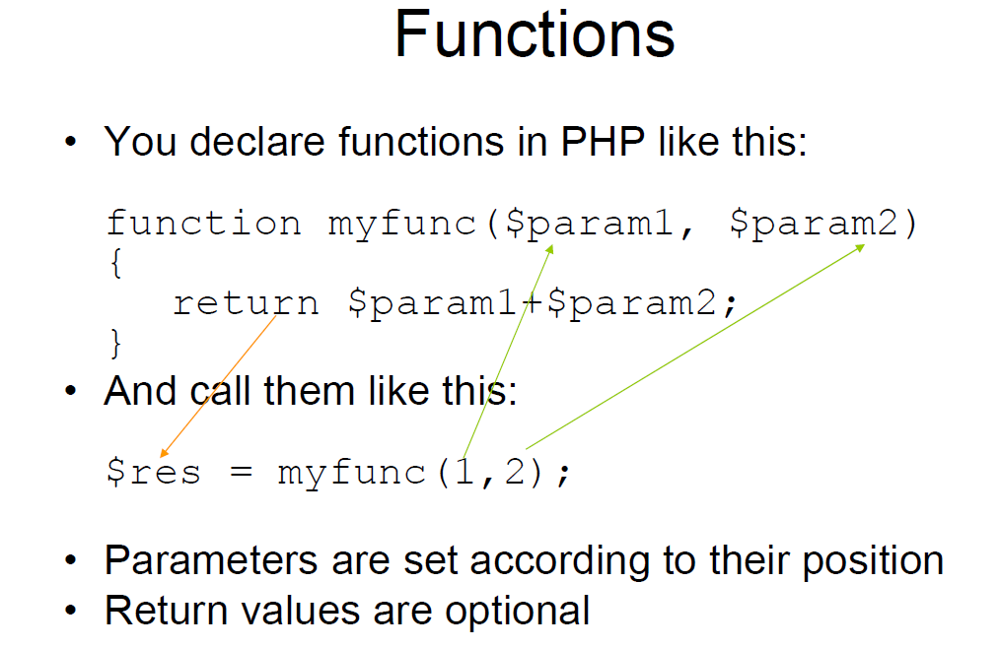 Functions
• You declare functions in PHP like this:
function myfunc($param1, $param2)
{
return $param1+$param2;
}
• And call them like this:
$res = myfunc(1,2);
• Parameters are set according to their position
• Return values are optional